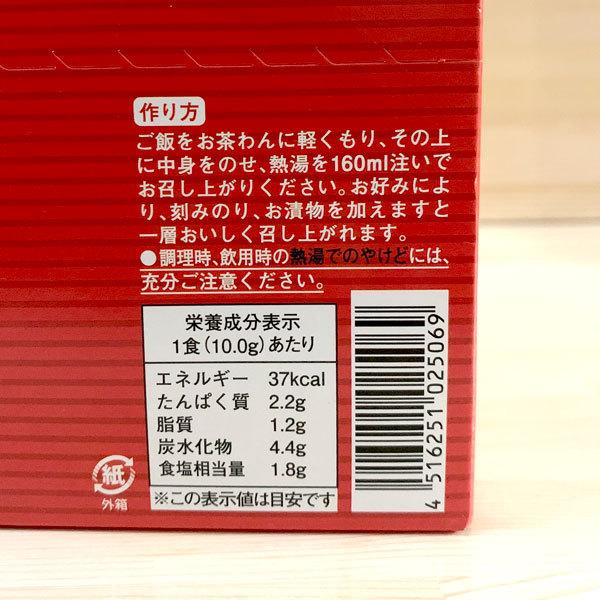 作り方
ご飯をお茶わんに軽くもり、その上
に中身をのせ、熱湯を160ml注いで
お召し上がりください。お好みによ
り、刻みのり、お漬物を加えますと
一層おいしく召し上がれます。
●調理時、飲用時の熱湯でのやけどには、
充分ご注意ください。
栄養成分表示
1食(10.0g)あたり
エネルギー 37kcal
たんぱく質 2.2g
脂質 1.2g
炭水化物 4.4g
食塩相当量 1.8g
※この表示値は目安です
紙
外箱
4 516251 025069